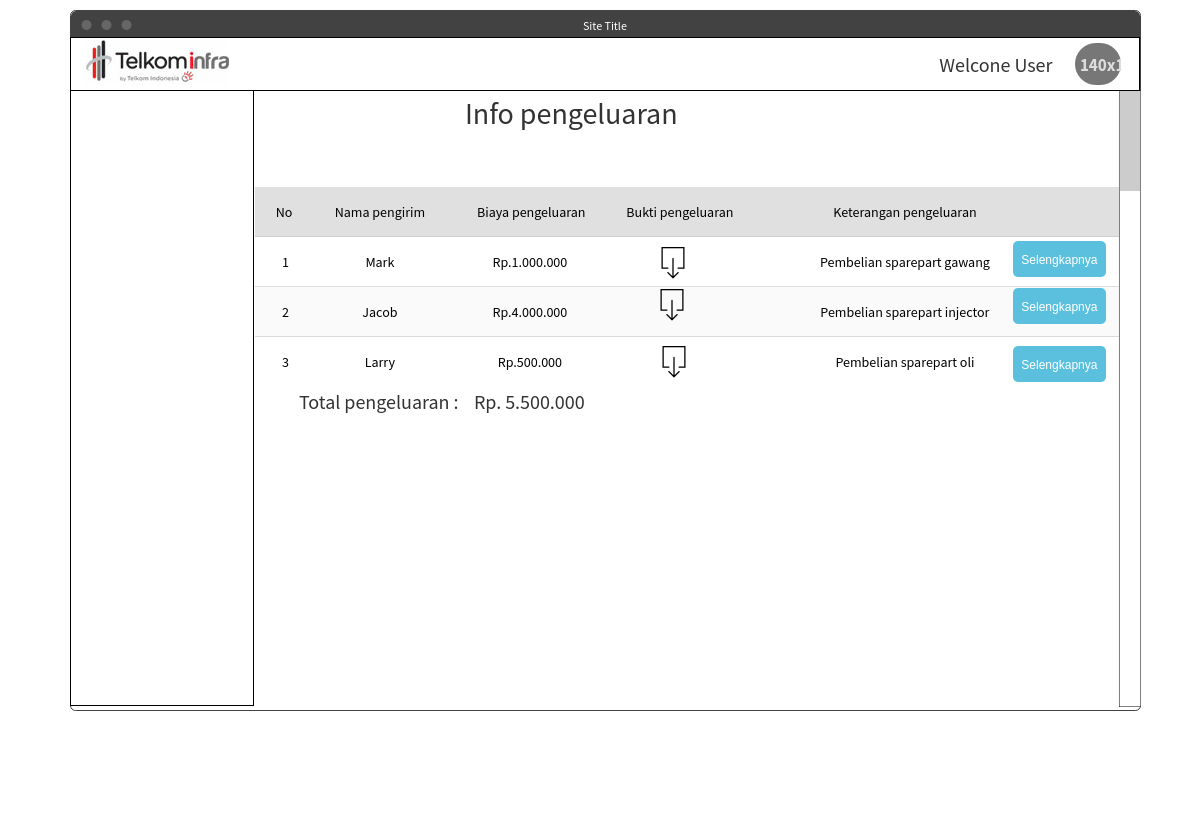 Site Title
Telkominfra
by Telkom Indonesia
Welcone User
140x1
Info pengeluaran
No Nama pengirim Biaya pengeluaran Bukti pengeluaran Keterangan pengeluaran
1 Mark Rp.1.000.000 Pembelian sparepart gawang Selengkapnya
2 Jacob Rp.4.000.000 Pembelian sparepart injector Selengkapnya
3 Larry Rp.500.000 Pembelian sparepart oli Selengkapnya
Total pengeluaran : Rp. 5.500.000